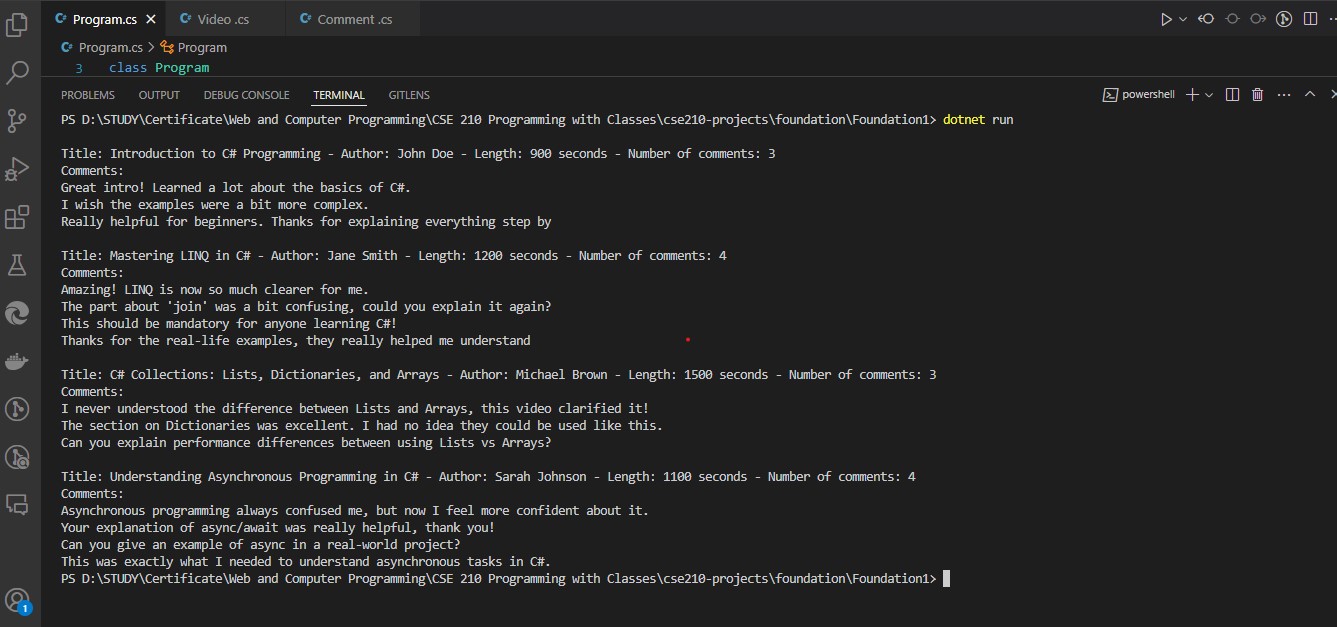 Program.cs
Video .cs
Comment .cs
Program.cs > Program
3 class Program
PROBLEMS OUTPUT DEBUG CONSOLE TERMINAL GITLENS
powershell
PS D:\STUDY\Certificate\Web and Computer Programming\CSE 210 Programming with Classes\cse210-projects\foundation\Foundation1> dotnet run
Title: Introduction to C# Programming - Author: John Doe - Length: 900 seconds - Number of comments: 3
Comments:
Great intro! Learned a lot about the basics of C#.
I wish the examples were a bit more complex.
Really helpful for beginners. Thanks for explaining everything step by
Title: Mastering LINQ in C# - Author: Jane Smith - Length: 1200 seconds - Number of comments: 4
Comments:
Amazing! LINQ is now so much clearer for me.
The part about 'join' was a bit confusing, could you explain it again?
This should be mandatory for anyone learning C#!
Thanks for the real-life examples, they really helped me understand
Title: C# Collections: Lists, Dictionaries, and Arrays - Author: Michael Brown - Length: 1500 seconds - Number of comments: 3
Comments:
I never understood the difference between Lists and Arrays, this video clarified it!
The section on Dictionaries was excellent. I had no idea they could be used like this.
Can you explain performance differences between using Lists vs Arrays?
Title: Understanding Asynchronous Programming in C# - Author: Sarah Johnson - Length: 1100 seconds - Number of comments: 4
Comments:
Asynchronous programming always confused me, but now I feel more confident about it.
Your explanation of async/await was really helpful, thank you!
Can you give an example of async in a real-world project?
This was exactly what I needed to understand asynchronous tasks in C#.
PS D:\STUDY\Certificate\Web and Computer Programming\CSE 210 Programming with Classes\cse210-projects\foundation\Foundation1>
1